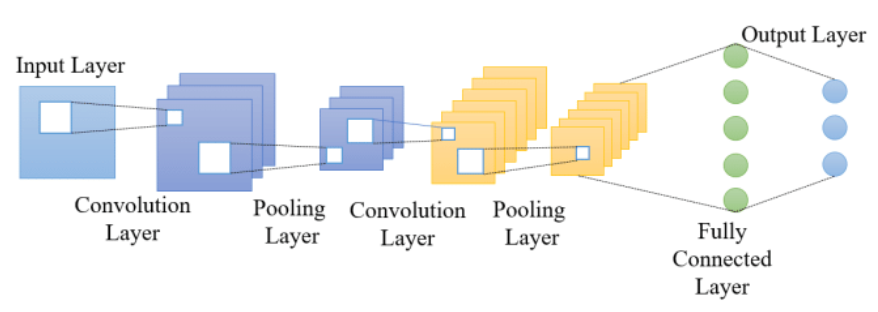 Input Layer
Convolution
Layer
Pooling
Layer
Convolution
Layer
Pooling
Layer
Fully
Connected
Layer
Output Layer